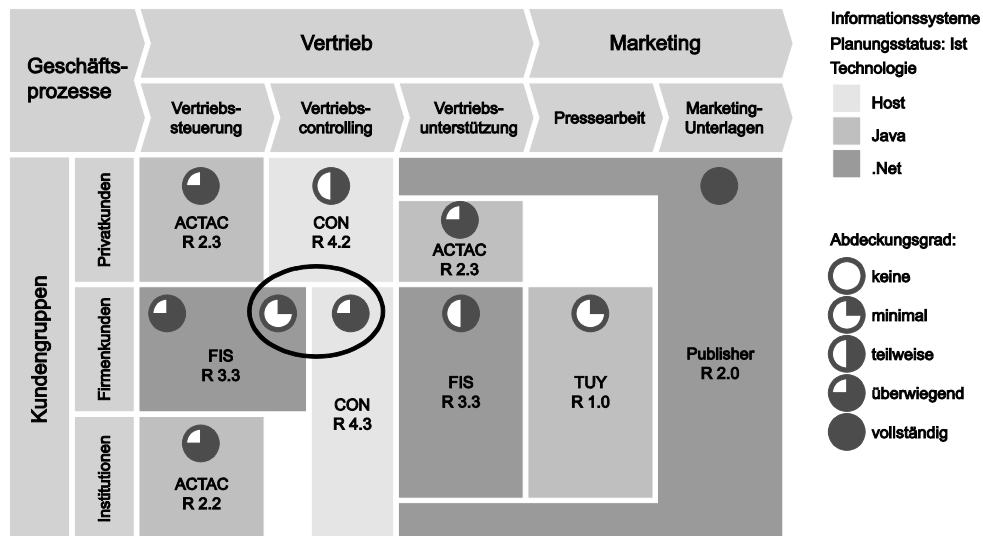 Geschäfts-
prozesse
Vertrieb
Marketing
Vertriebs-
steuerung
Vertriebs-
controlling
Vertriebs-
unterstützung
Pressearbeit
Marketing-
Unterlagen
Kundengruppen
Privatkunden
Firmenkunden
Institutionen
ACTAC
R 2.3
CON
R 4.2
ACTAC
R 2.3
FIS
R 3.3
CON
R 4.3
FIS
R 3.3
TUY
R 1.0
Publisher
R 2.0
ACTAC
R 2.2
Informationssysteme
Planungsstatus: Ist
Technologie
Host
Java
.Net
Abdeckungsgrad:
keine
minimal
teilweise
überwiegend
vollständig